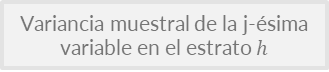 Variancia muestral de la j-ésima
variable en el estrato h